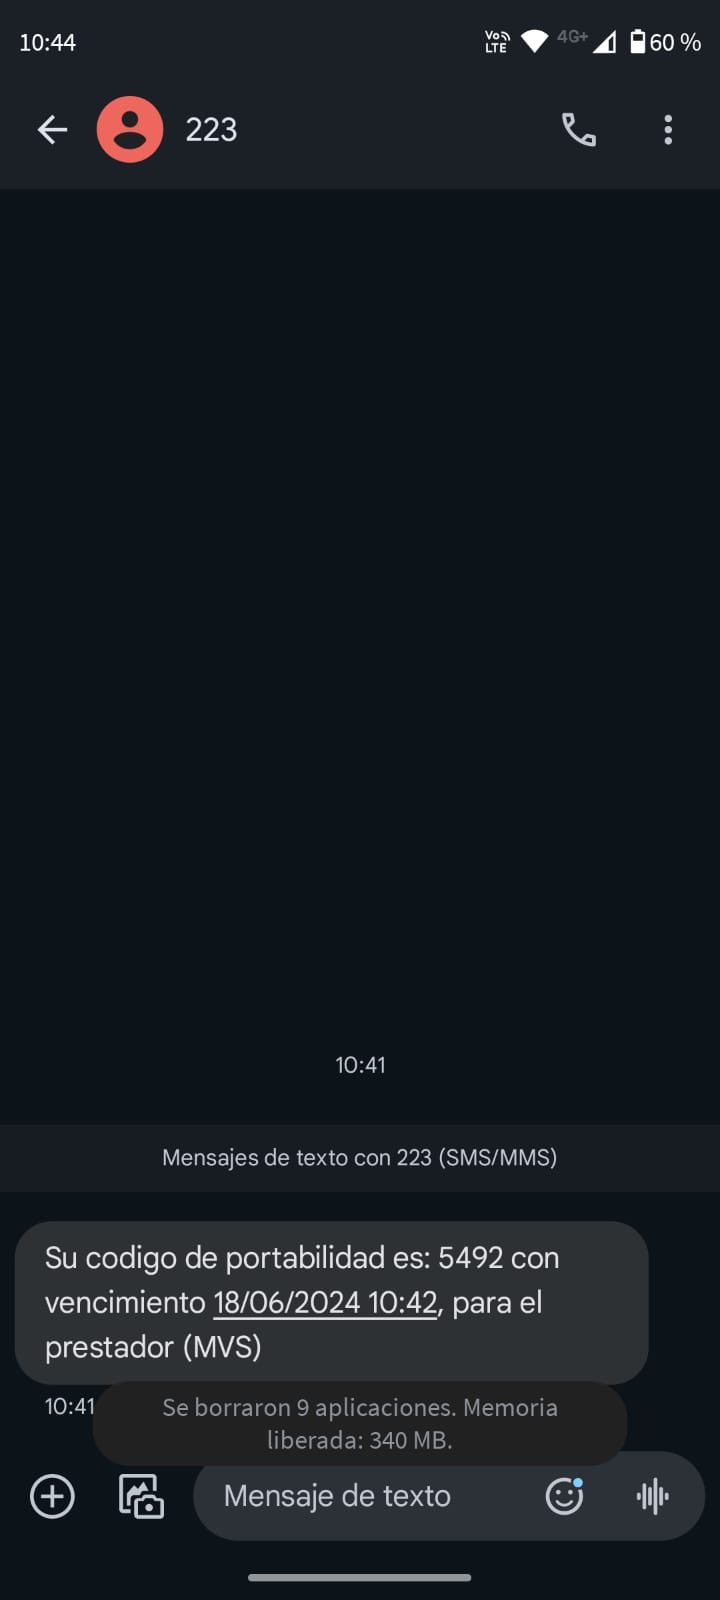 10:44
Vo LTE 4G+ 60 %
223
10:41
Mensajes de texto con 223 (SMS/MMS)
Su codigo de portabilidad es: 5492 con
vencimiento 18/06/2024 10:42, para el
prestador (MVS)
10:41
Se borraron 9 aplicaciones. Memoria
liberada: 340 MB.
Mensaje de texto